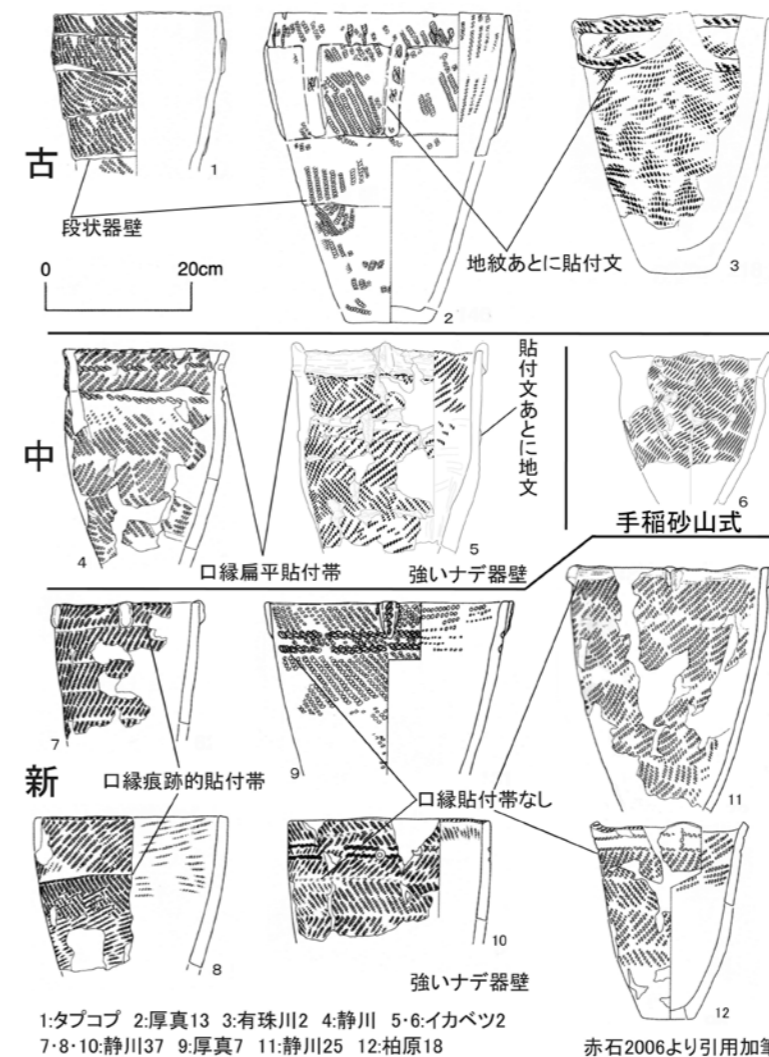 1
2
3
古
段状器壁
地紋あとに貼付文
0 20cm
貼付文あとに地文
中
4
5
6
口縁扁平貼付帯
強いナデ器壁
手稲砂山式
7
9
11
新
口縁痕跡的貼付帯
口縁貼付帯なし
8
10
12
強いナデ器壁
1:タプコプ 2:厚真13 3:有珠川2 4:静川 5・6:イカベツ2
7・8・10:静川37 9:厚真7 11:静川25 12:柏原18
赤石2006より引用加筆